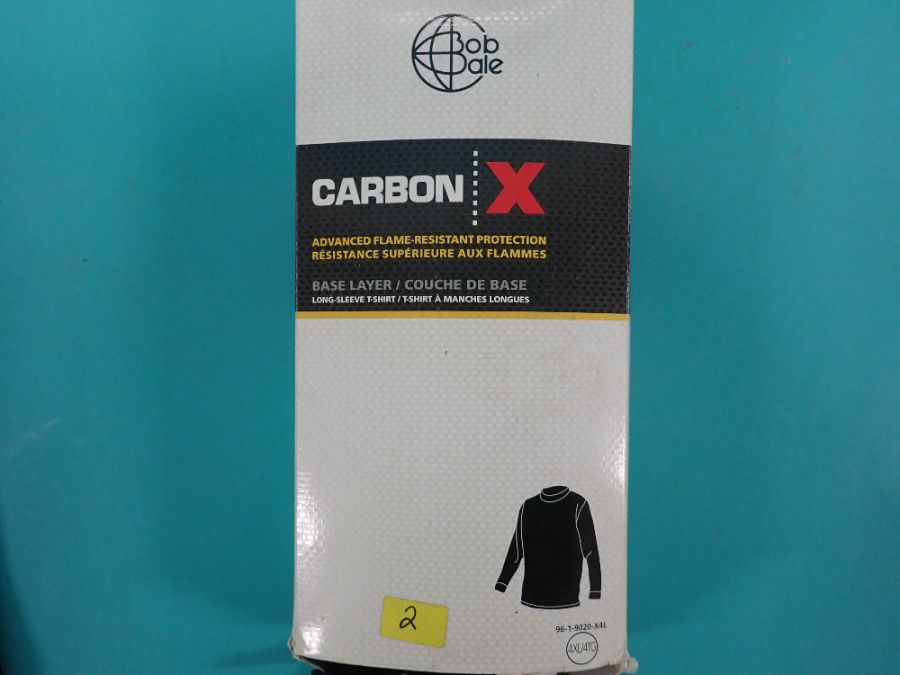 Bob
Dale
CARBON X
ADVANCED FLAME-RESISTANT PROTECTION
RÉSISTANCE SUPÉRIEURE AUX FLAMMES
BASE LAYER / COUCHE DE BASE
LONG-SLEEVE T-SHIRT / T-SHIRT À MANCHES LONGUES
2
96-1-9020-X4L
4XL/4TG